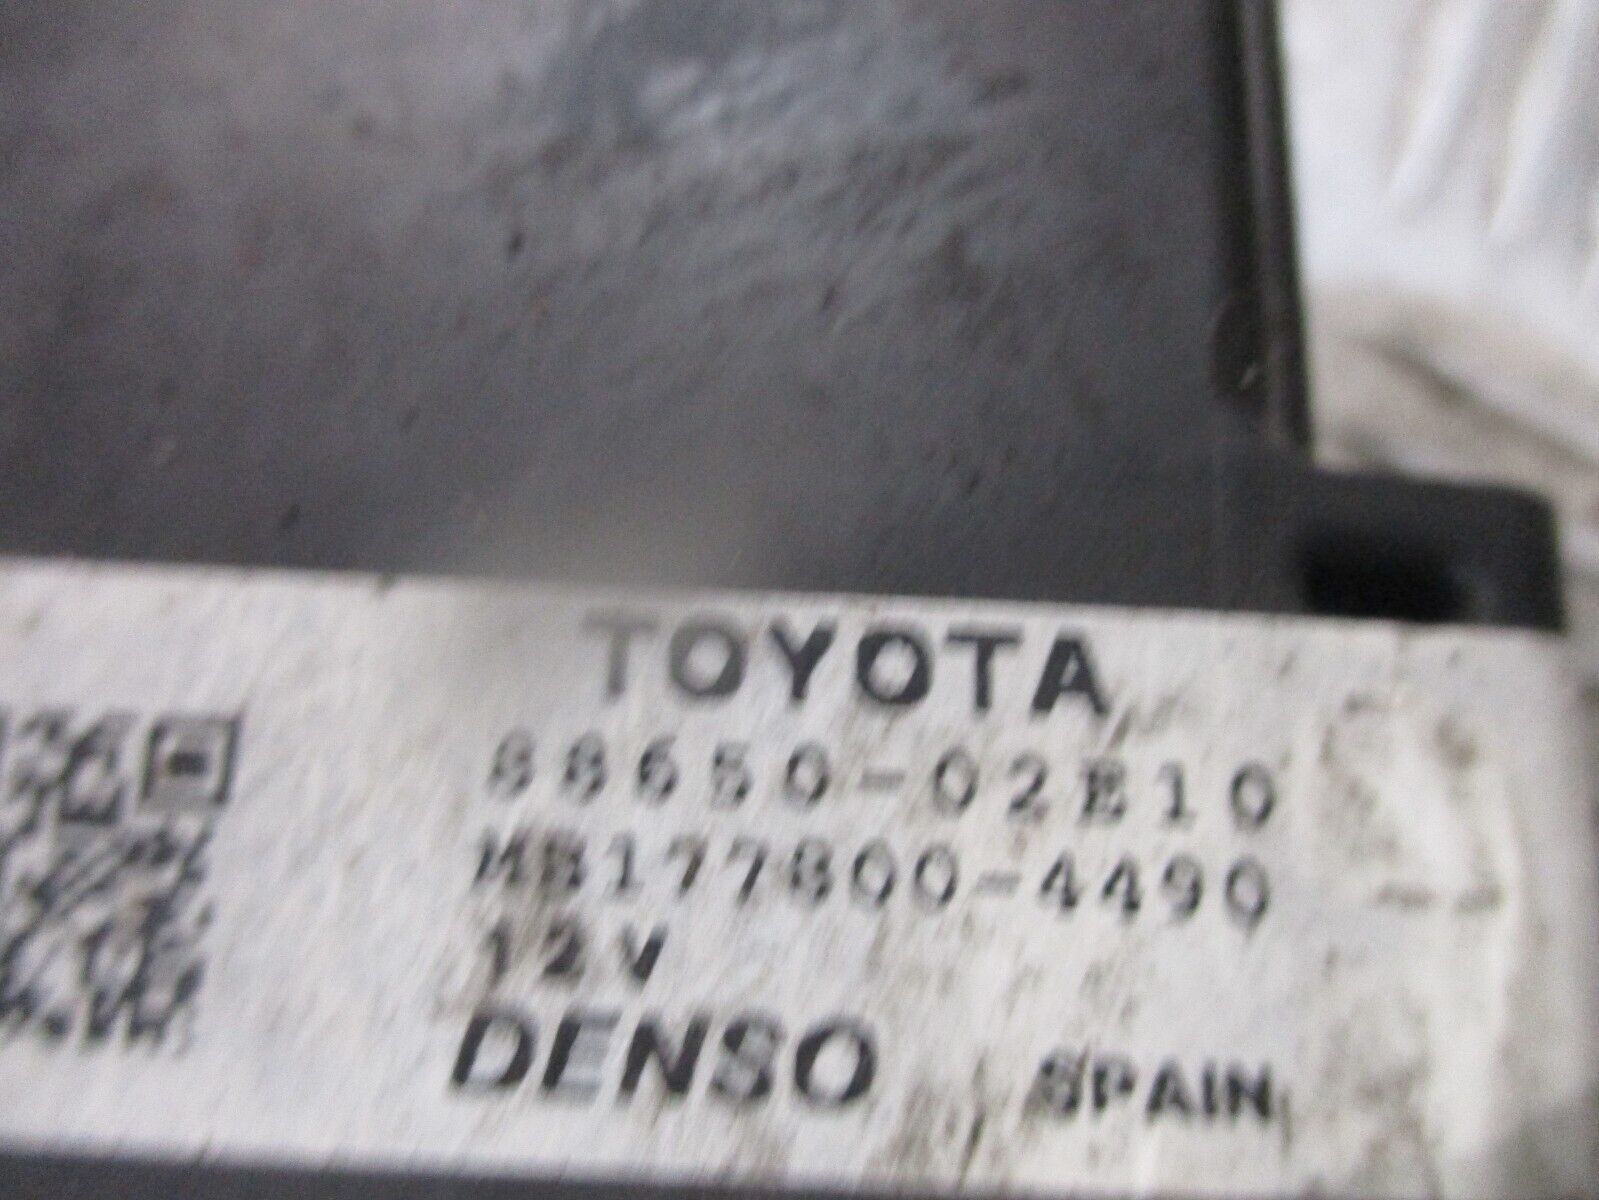 TOYOTA
88650-02E10
MB177800-4490
12V
DENSO SPAIN